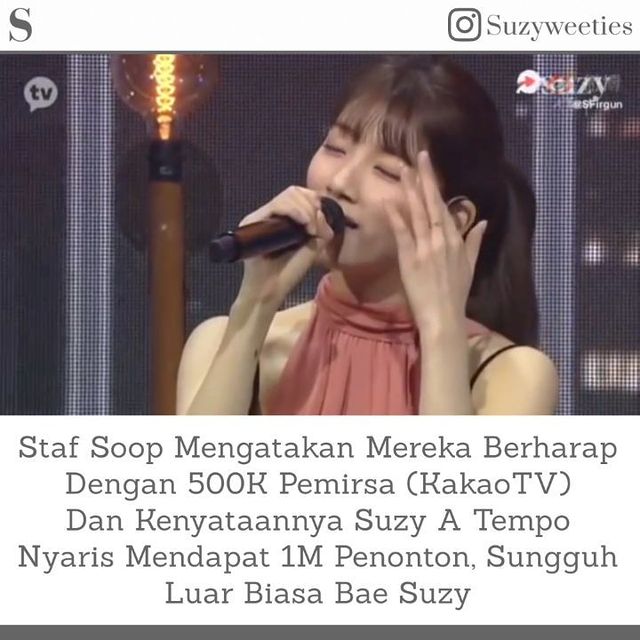 S
Suzyweeties
tv
@SFirgun
Staf Soop Mengatakan Mereka Berharap
Dengan 500K Pemirsa (KakaoTV)
Dan Kenyataannya Suzy A Tempo
Nyaris Mendapat 1M Penonton, Sungguh
Luar Biasa Bae Suzy